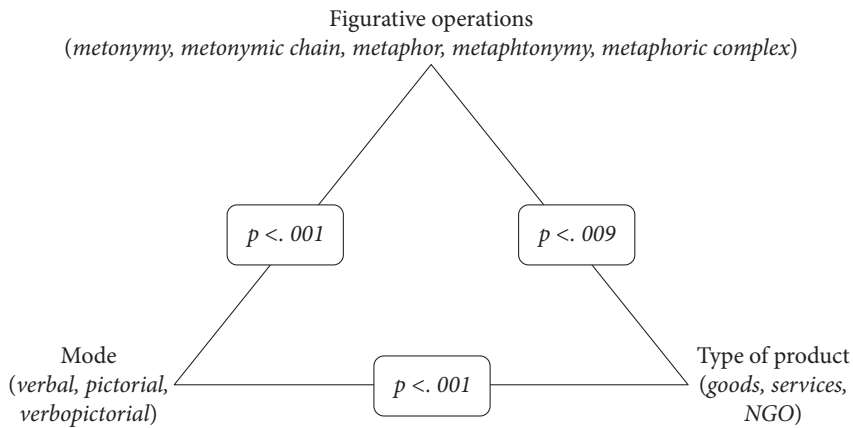 Figurative operations
(metonymy, metonymic chain, metaphor, metaphtonymy, metaphoric complex)
p <. 001
p <. 009
Mode
(verbal, pictorial,
verbopictorial)
p <. 001
Type of product
(goods, services,
NGO)